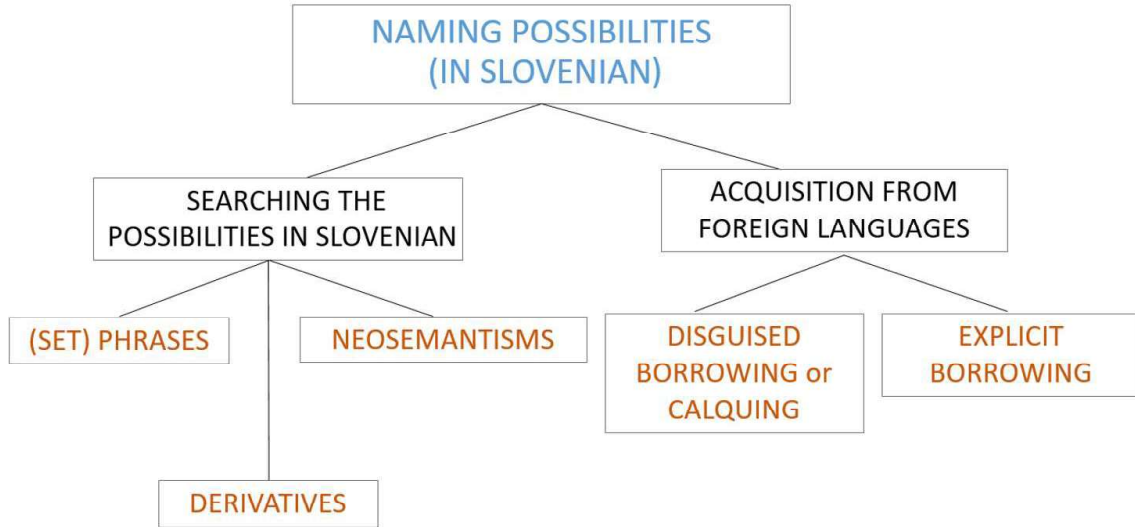 NAMING POSSIBILITIES
(IN SLOVENIAN)
SEARCHING THE
POSSIBILITIES IN SLOVENIAN
ACQUISITION FROM
FOREIGN LANGUAGES
(SET) PHRASES
NEOSEMANTISMS
DISGUISED
BORROWING or
CALQUING
EXPLICIT
BORROWING
DERIVATIVES